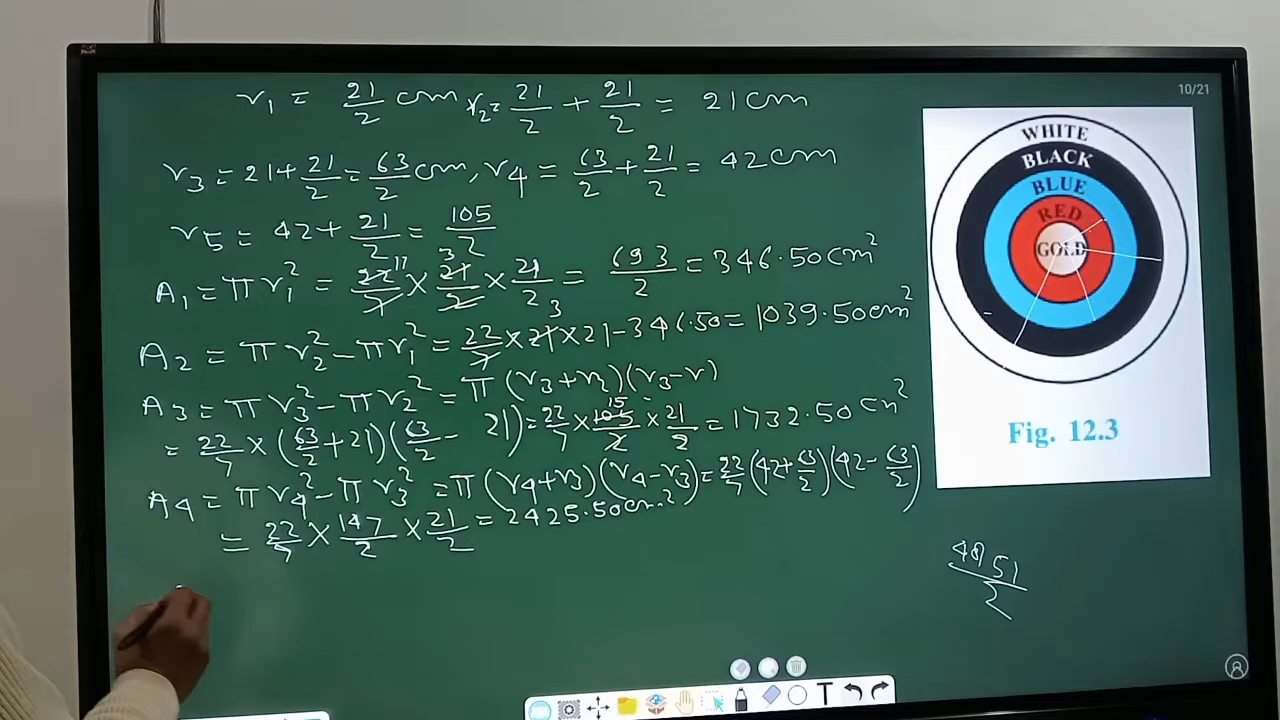 10/21
r₁ = 21/2 cm r₂ = 21/2 + 21/2 = 21 cm
r₃ = 21 + 21/2 = 63/2 cm, r₄ = 63/2 + 21/2 = 42 cm
r₅ = 42 + 21/2 = 105/2
A₁ = πr₁² = 22/7 × 21/2 × 21/2 = 693/2 = 346.50 cm²
A₂ = πr₂² − πr₁² = 22/7 × 21 × 21 − 346.50 = 1039.50 cm²
A₃ = πr₃² − πr₂² = π(r₃+r₂)(r₃−r)
= 22/7 × (63/2 + 21)(63/2 − 21) = 22/7 × 105/2 × 21/2 = 1732.50 cm²
A₄ = πr₄² − πr₃² = π(r₄+r₃)(r₄−r₃) = 22/7 (42+63/2)(42−63/2)
= 22/7 × 147/2 × 21/2 = 2425.50 cm²
4851/2
WHITE
BLACK
BLUE
RED
GOLD
Fig. 12.3
T